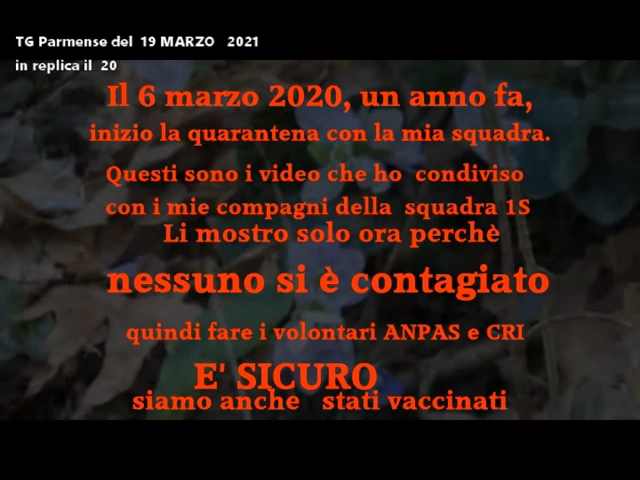 TG Parmense del 19 MARZO 2021
in replica il 20
Il 6 marzo 2020, un anno fa,
inizio la quarantena con la mia squadra.
Questi sono i video che ho condiviso
con i mie compagni della squadra 1S
Li mostro solo ora perchè
nessuno si è contagiato
quindi fare i volontari ANPAS e CRI
E' SICURO
siamo anche stati vaccinati